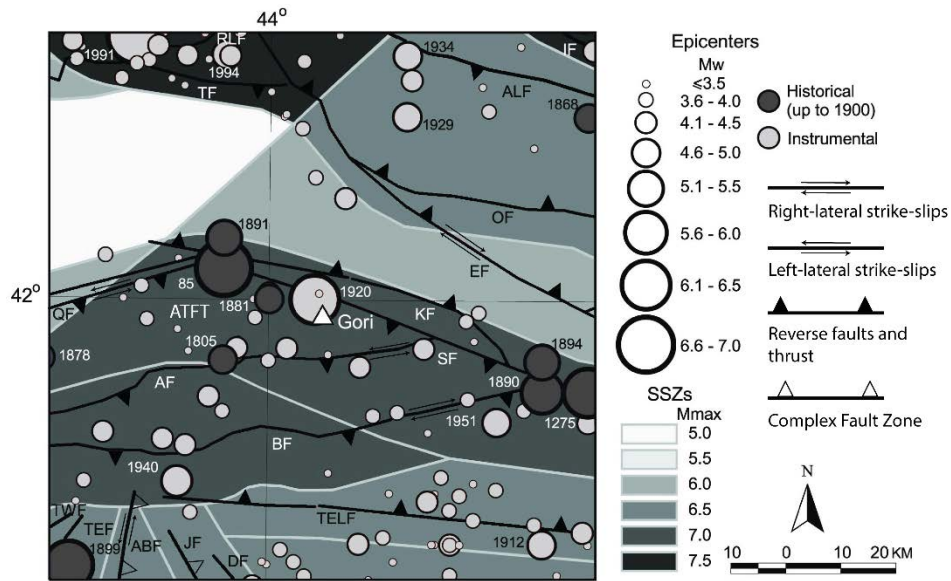 44°
RLF
1991
1994
TF
1934
IF
ALF
1868
1929
OF
1891
EF
85
42°
1881
1920
QF
ATFT
Gori
KF
1805
1878
SF
1894
AF
1890
1951
1275
BF
1940
TWF
TELF
TEF
1899
ABF
JF
DF
1912
Epicenters
Mw
⩽3.5
3.6 - 4.0
4.1 - 4.5
4.6 - 5.0
5.1 - 5.5
5.6 - 6.0
6.1 - 6.5
6.6 - 7.0
Historical
(up to 1900)
Instrumental
Right-lateral strike-slips
Left-lateral strike-slips
Reverse faults and
thrust
Complex Fault Zone
SSZs
Mmax
5.0
5.5
6.0
6.5
7.0
7.5
N
10 0 10 20 KM